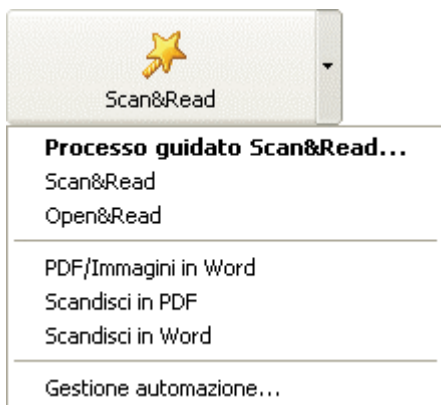 Scan&Read
Processo guidato Scan&Read...
Scan&Read
Open&Read
PDF/Immagini in Word
Scandisci in PDF
Scandisci in Word
Gestione automazione...